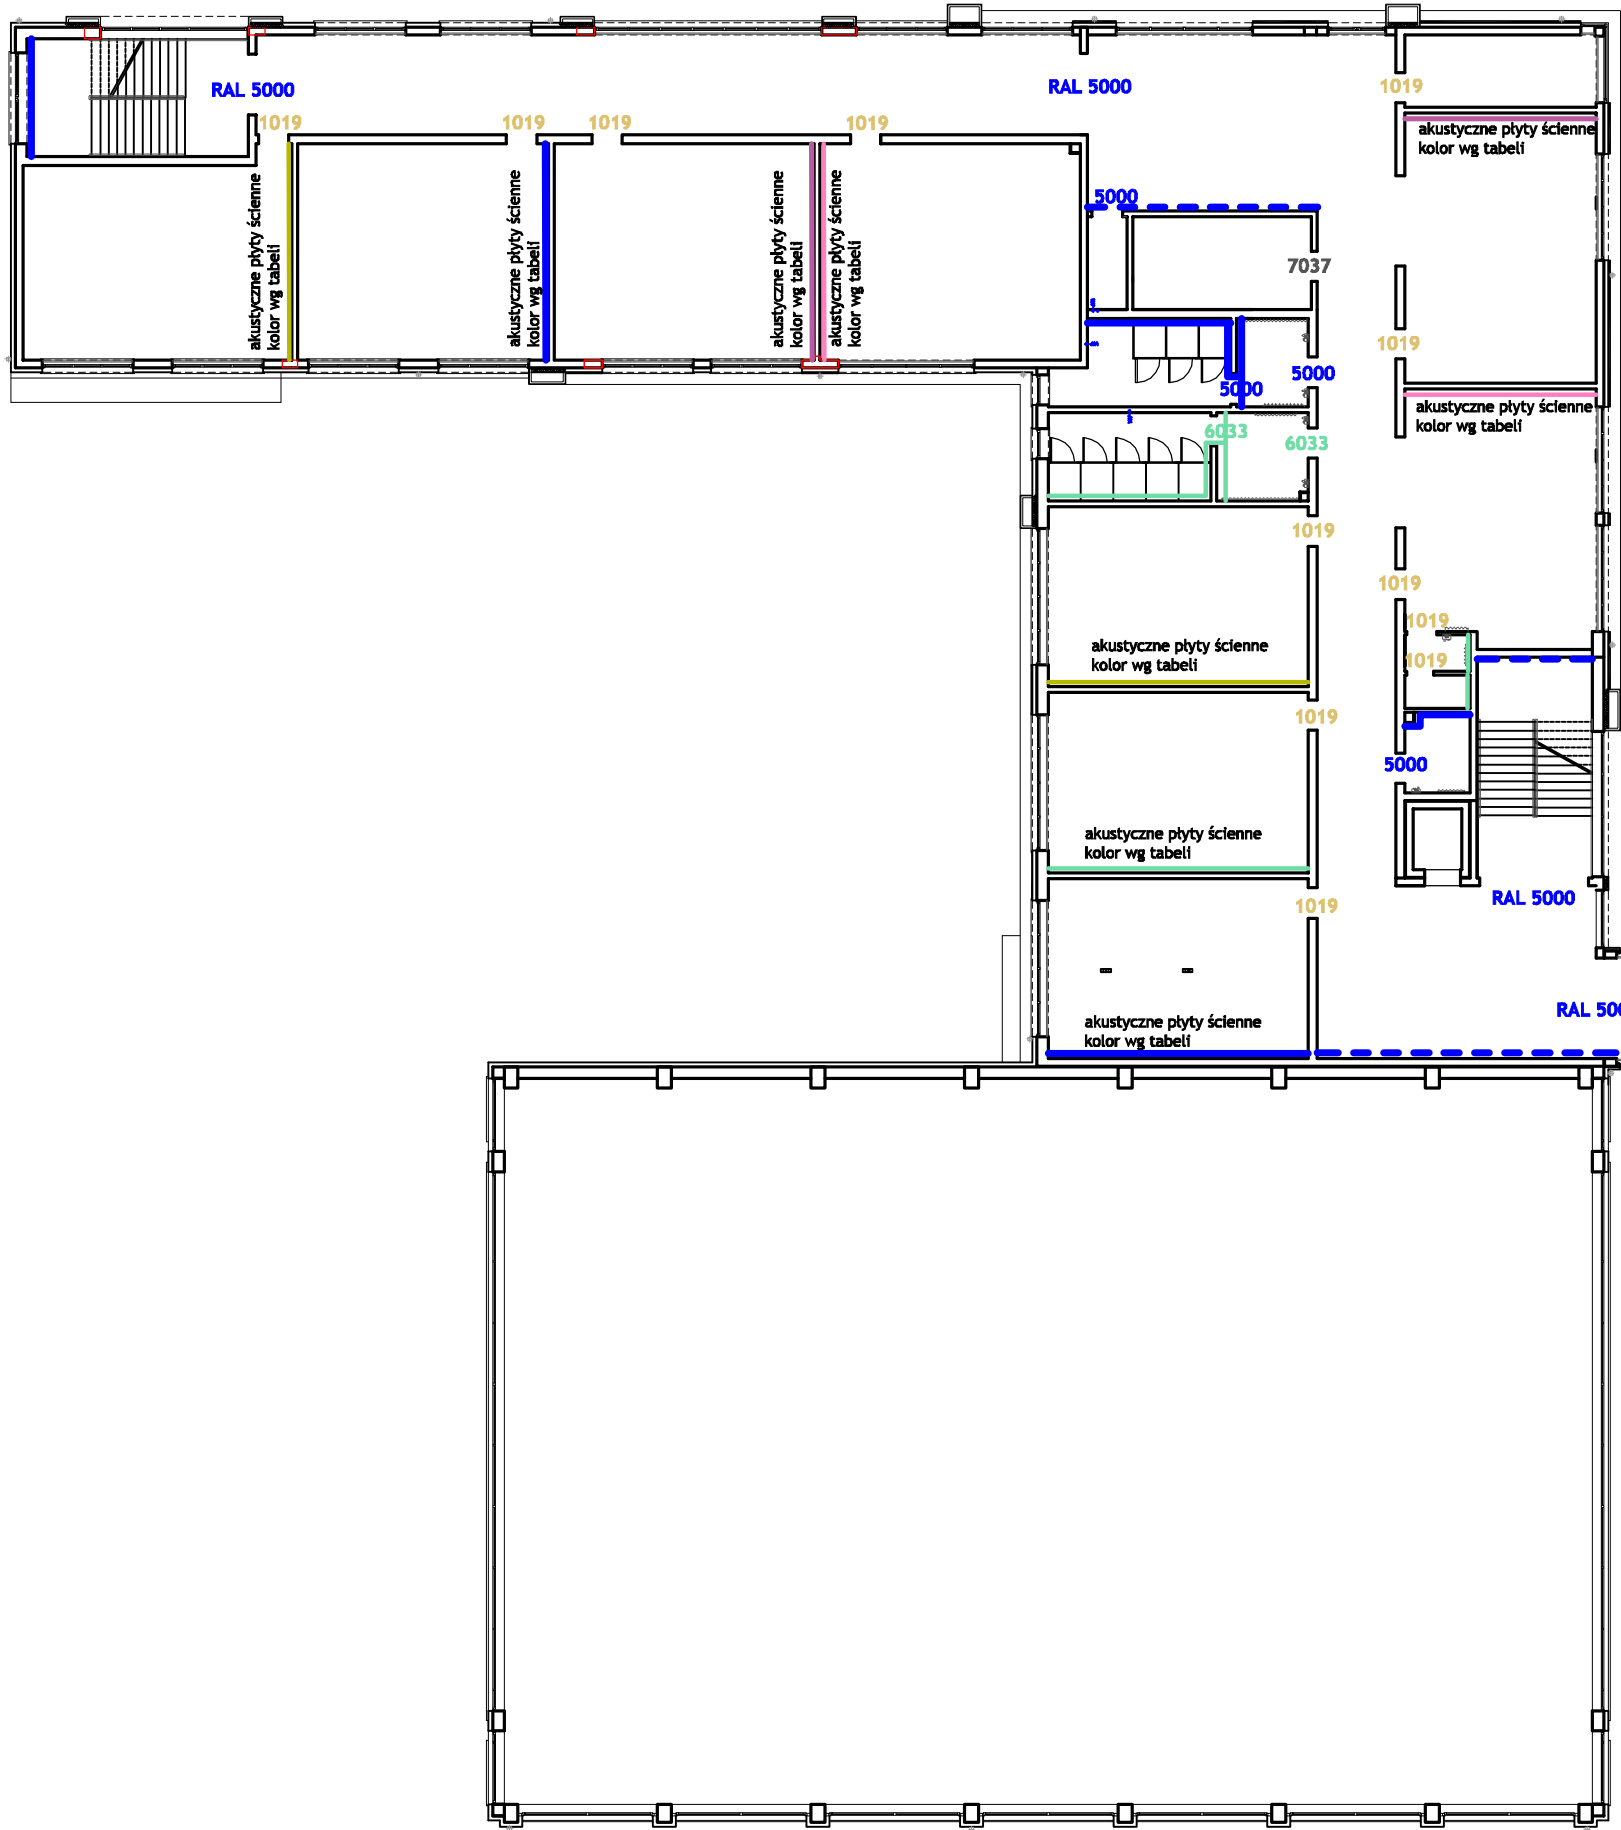 RAL 5000
RAL 5000
1019
1019
1019
1019
1019
akustyczne płyty ścienne
kolor wg tabeli
akustyczne płyty ścienne
kolor wg tabeli
akustyczne płyty ścienne
kolor wg tabeli
akustyczne płyty ścienne
kolor wg tabeli
akustyczne płyty ścienne
kolor wg tabeli
5000
7037
1019
5000
5000
akustyczne płyty ścienne
kolor wg tabeli
6033
6033
1019
1019
1019
akustyczne płyty ścienne
kolor wg tabeli
1019
1019
5000
akustyczne płyty ścienne
kolor wg tabeli
RAL 5000
1019
RAL 500
akustyczne płyty ścienne
kolor wg tabeli